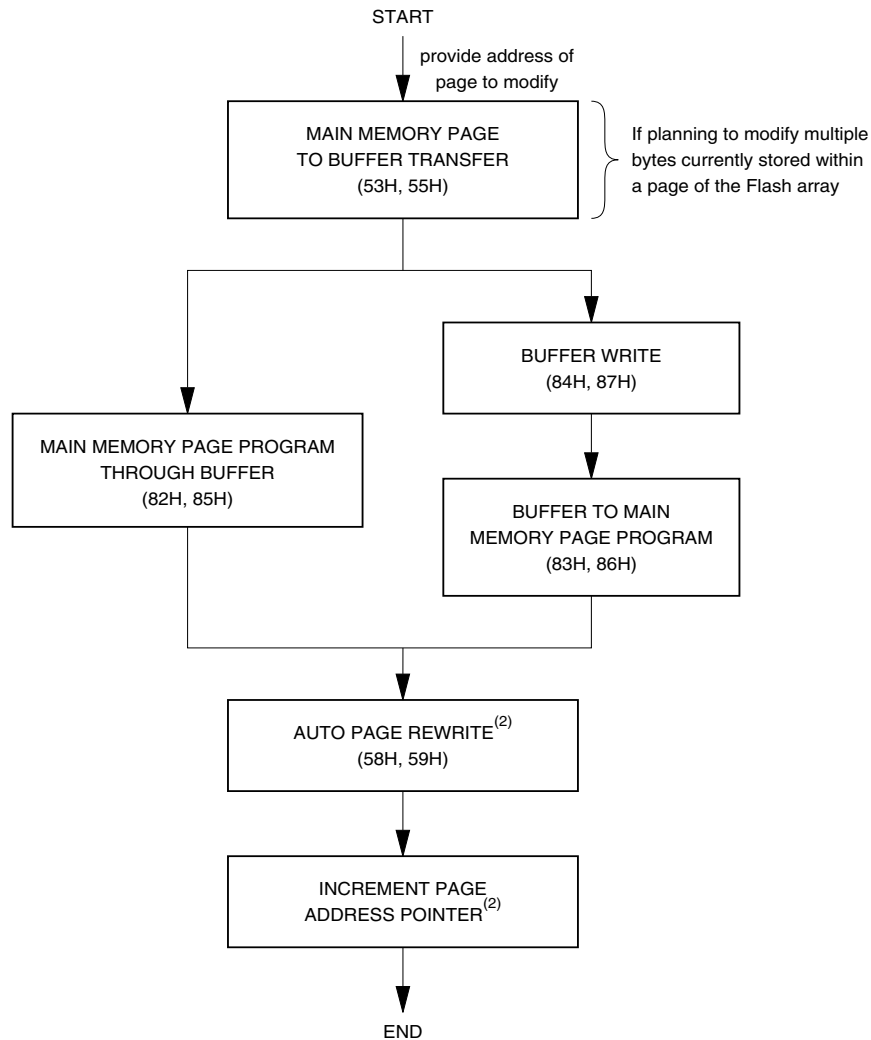 START
provide address of
page to modify
MAIN MEMORY PAGE
TO BUFFER TRANSFER
(53H, 55H)
If planning to modify multiple
bytes currently stored within
a page of the Flash array
BUFFER WRITE
(84H, 87H)
MAIN MEMORY PAGE PROGRAM
THROUGH BUFFER
(82H, 85H)
BUFFER TO MAIN
MEMORY PAGE PROGRAM
(83H, 86H)
AUTO PAGE REWRITE(2)
(58H, 59H)
INCREMENT PAGE
ADDRESS POINTER(2)
END